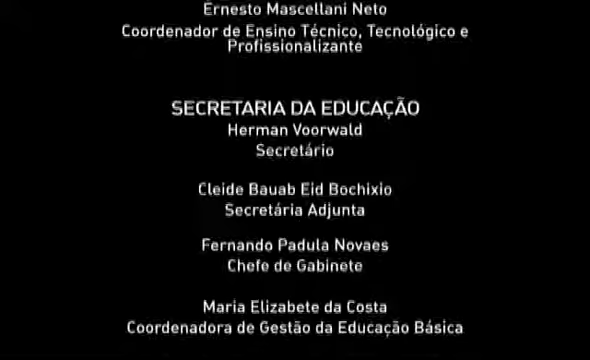 Ernesto Mascellani Neto
Coordenador de Ensino Técnico, Tecnológico e
Profissionalizante
SECRETARIA DA EDUCAÇÃO
Herman Voorwald
Secretário
Cleide Bauab Eid Bochixio
Secretária Adjunta
Fernando Padula Novaes
Chefe de Gabinete
Maria Elizabete da Costa
Coordenadora de Gestão da Educação Básica